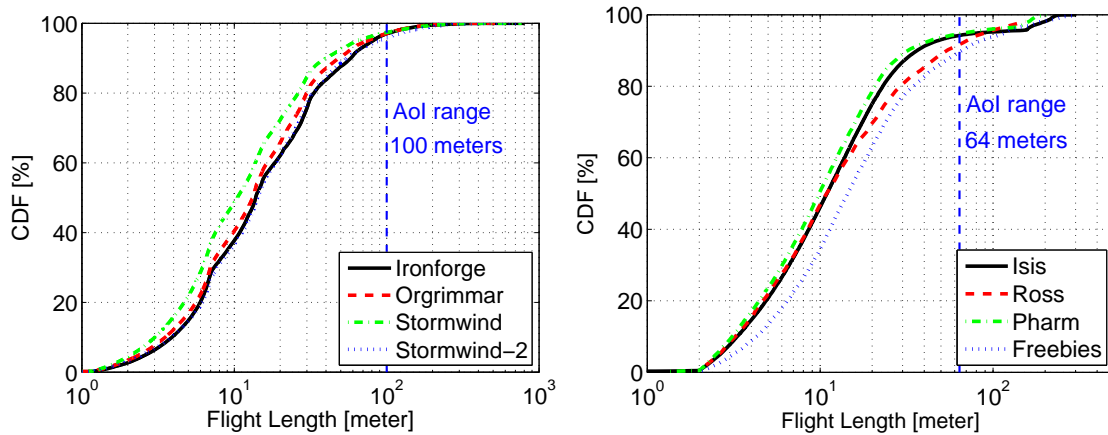 100
80
60
40
20
0
CDF [%]
10^0
10^1
10^2
10^3
Flight Length [meter]
AoI range
100 meters
Ironforge
Orgrimmar
Stormwind
Stormwind−2
100
80
60
40
20
0
CDF [%]
10^0
10^1
10^2
Flight Length [meter]
AoI range
64 meters
Isis
Ross
Pharm
Freebies